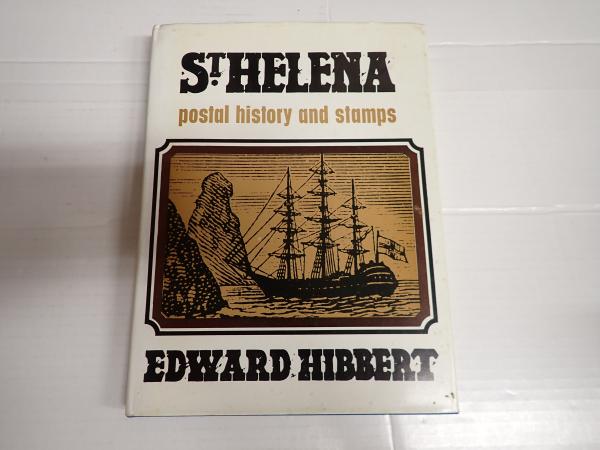 ST. HELENA
postal history and stamps
EDWARD HIBBERT